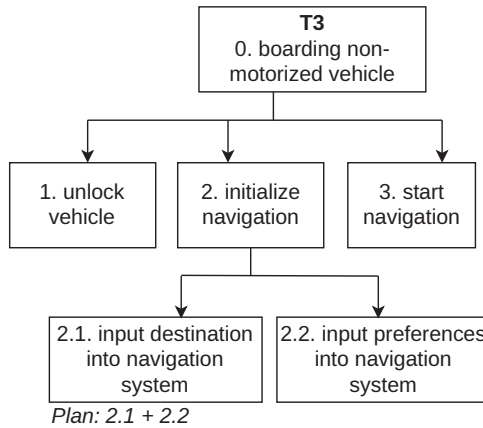 T3
0. boarding non-
motorized vehicle
1. unlock
vehicle
2. initialize
navigation
3. start
navigation
2.1. input destination
into navigation
system
2.2. input preferences
into navigation
system
Plan: 2.1 + 2.2